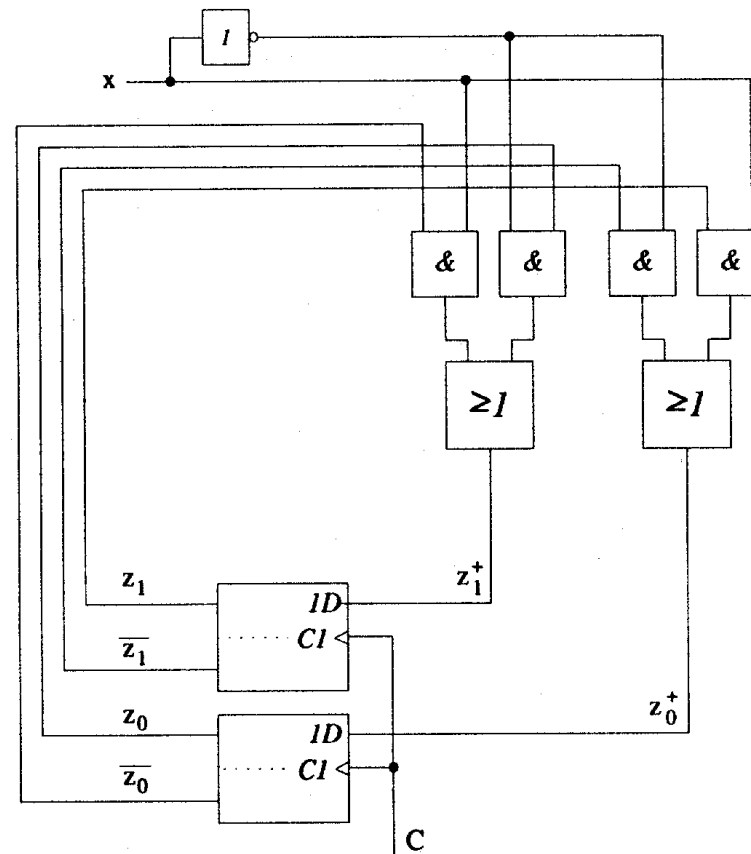 1
x
& & & &
≥1 ≥1
z₁ 1D z₁⁺
z̅₁ C1
z₀ 1D z₀⁺
z̅₀ C1
C